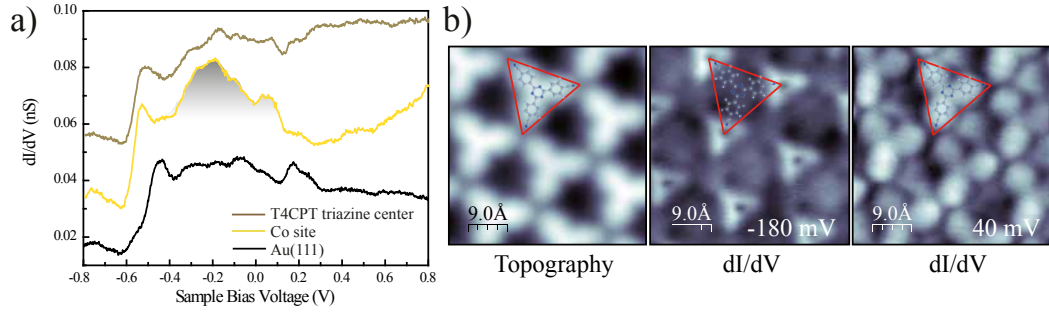 a)
dI/dV (nS)
0.10
0.08
0.06
0.04
0.02
T4CPT triazine center
Co site
Au(111)
-0.8 -0.6 -0.4 -0.2 0.0 0.2 0.4 0.6 0.8
Sample Bias Voltage (V)
b)
9.0Å
9.0Å
-180 mV
9.0Å
40 mV
Topography
dI/dV
dI/dV